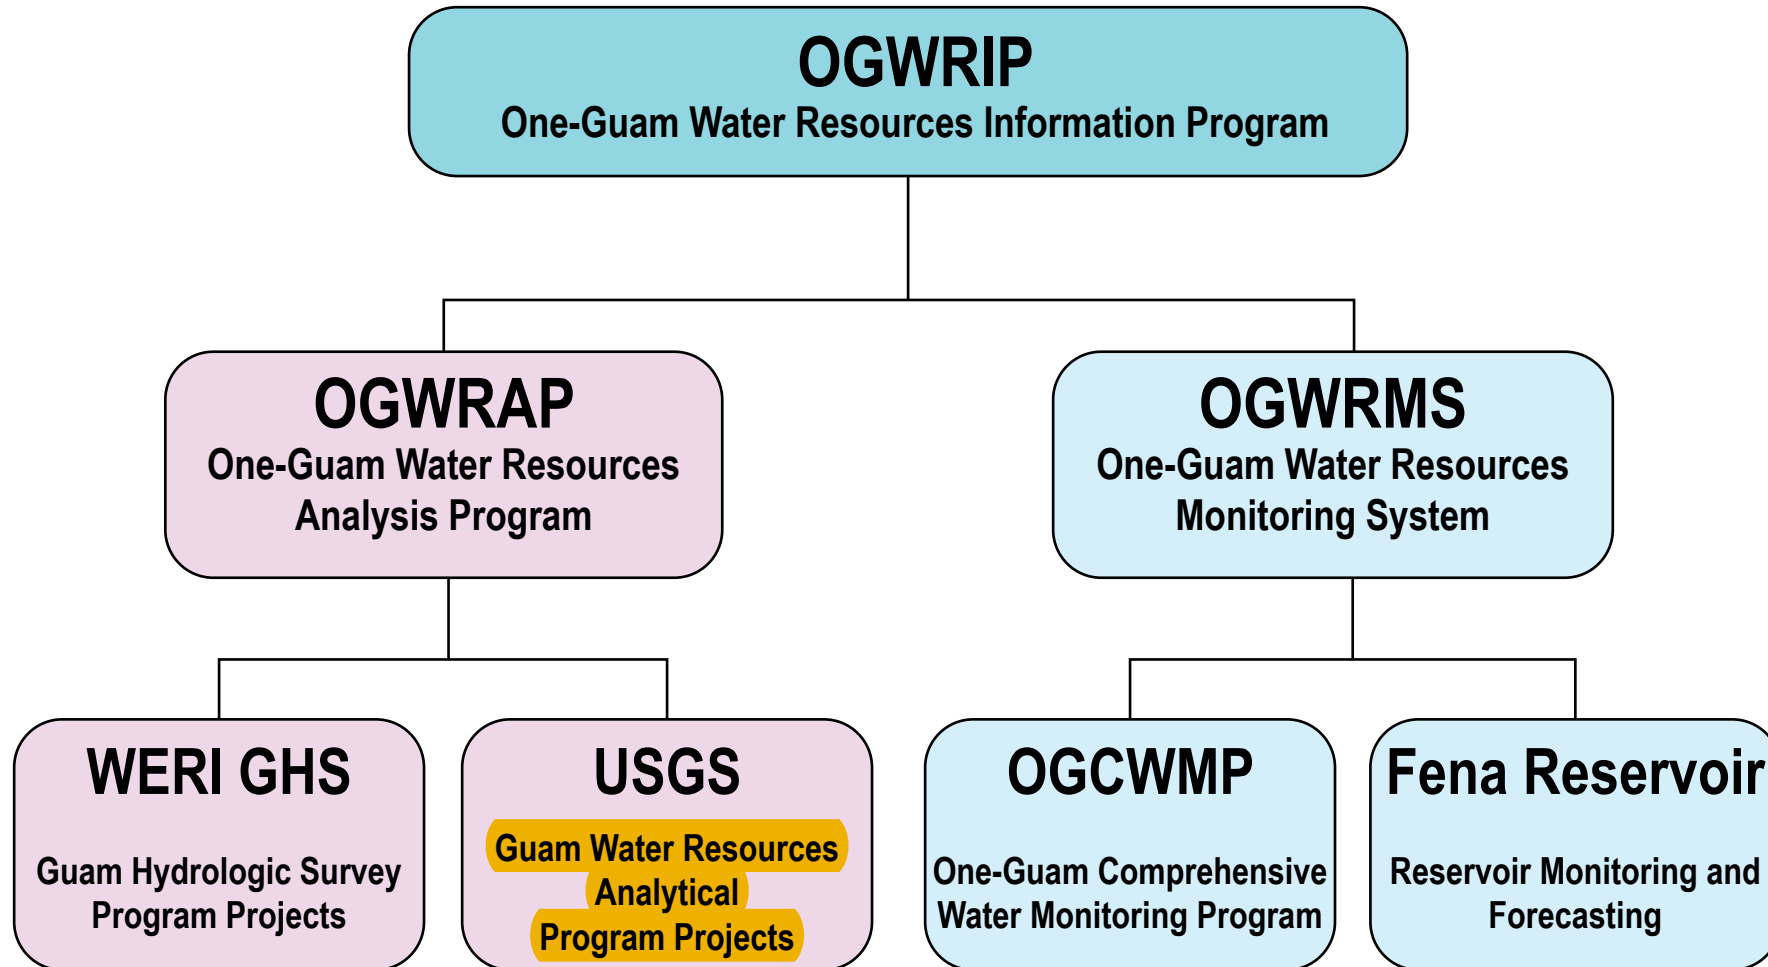 OGWRIP
One-Guam Water Resources Information Program
OGWRAP
One-Guam Water Resources
Analysis Program
OGWRMS
One-Guam Water Resources
Monitoring System
WERI GHS
Guam Hydrologic Survey
Program Projects
USGS
Guam Water Resources
Analytical
Program Projects
OGCWMP
One-Guam Comprehensive
Water Monitoring Program
Fena Reservoir
Reservoir Monitoring and
Forecasting